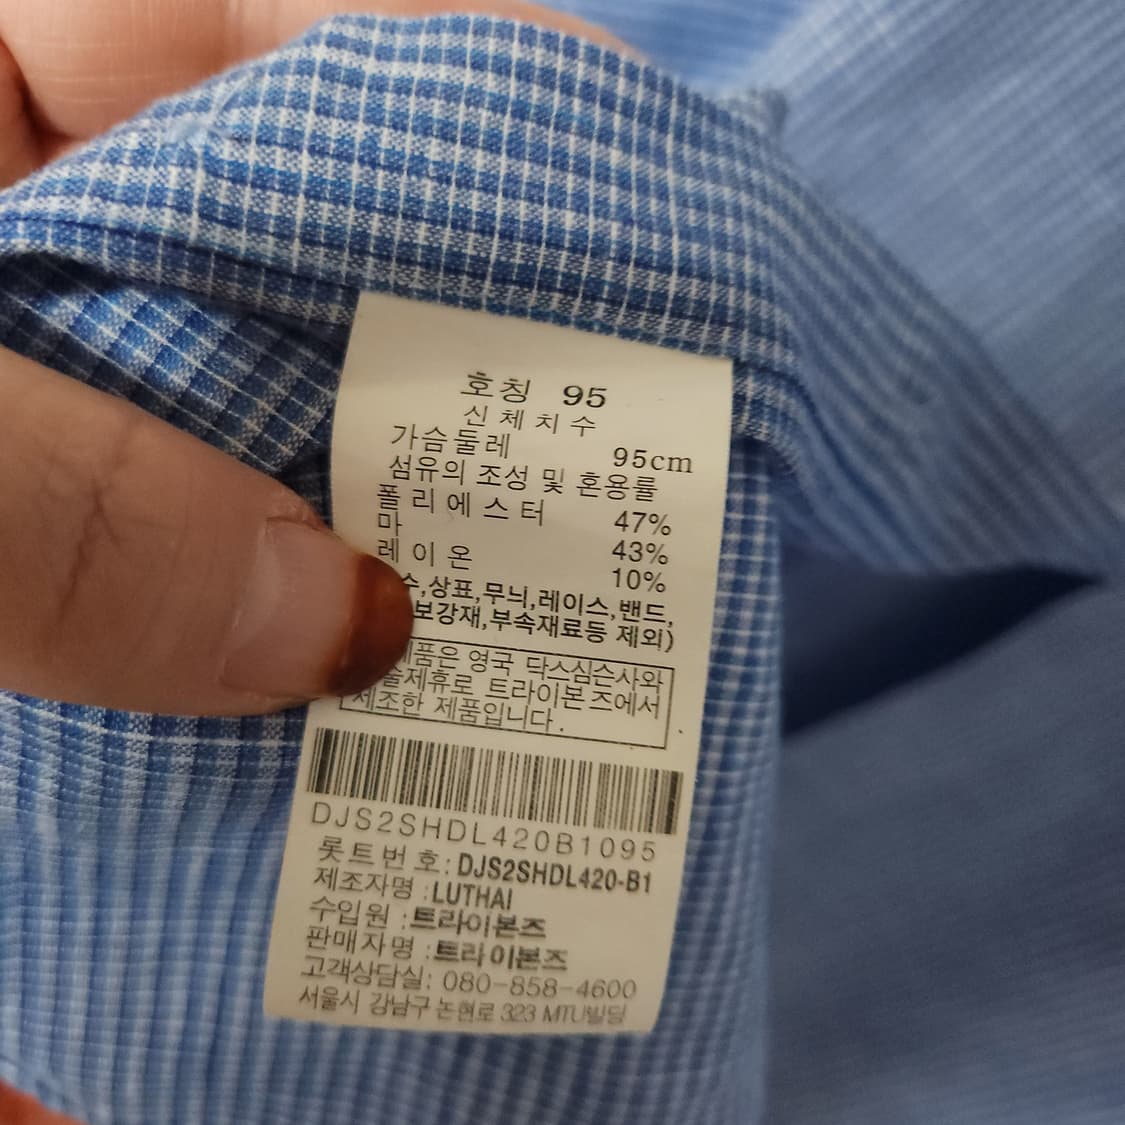 호칭 95
신체치수
가슴둘레 95cm
섬유의 조성 및 혼용률
폴리에스터 47%
마 43%
레이온 10%
수,상표,무늬,레이스,밴드,
보강재,부속재료등 제외)
제품은 영국 닥스심슨사와
술제휴로 트라이본즈에서
제조한 제품입니다.
DJS2SHDL420B1095
롯트번호: DJS2SHDL420-B1
제조자명 :LUTHAI
수입원 :트라이본즈
판매자명 :트라이본즈
고객상담실: 080-858-4600
서울시 강남구 논현로 323 MTU빌딩